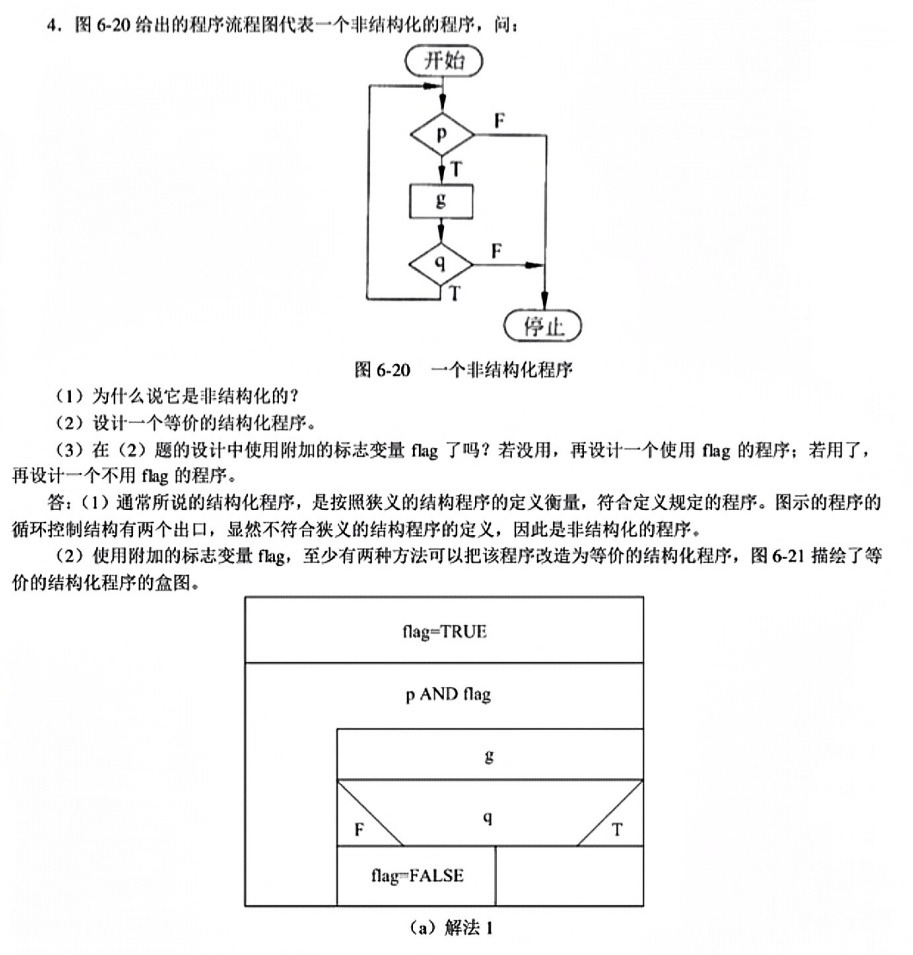 4．图 6-20 给出的程序流程图代表一个非结构化的程序，问：
开始
F
p
T
g
F
q
T
停止
图 6-20 一个非结构化程序
（1）为什么说它是非结构化的？
（2）设计一个等价的结构化程序。
（3）在（2）题的设计中使用附加的标志变量 flag 了吗？若没用，再设计一个使用 flag 的程序；若用了，
再设计一个不用 flag 的程序。
答：（1）通常所说的结构化程序，是按照狭义的结构程序的定义衡量，符合定义规定的程序。图示的程序的
循环控制结构有两个出口，显然不符合狭义的结构程序的定义，因此是非结构化的程序。
（2）使用附加的标志变量 flag，至少有两种方法可以把该程序改造为等价的结构化程序，图 6-21 描绘了等
价的结构化程序的盒图。
flag=TRUE
p AND flag
g
q
F
T
flag=FALSE
（a）解法 1